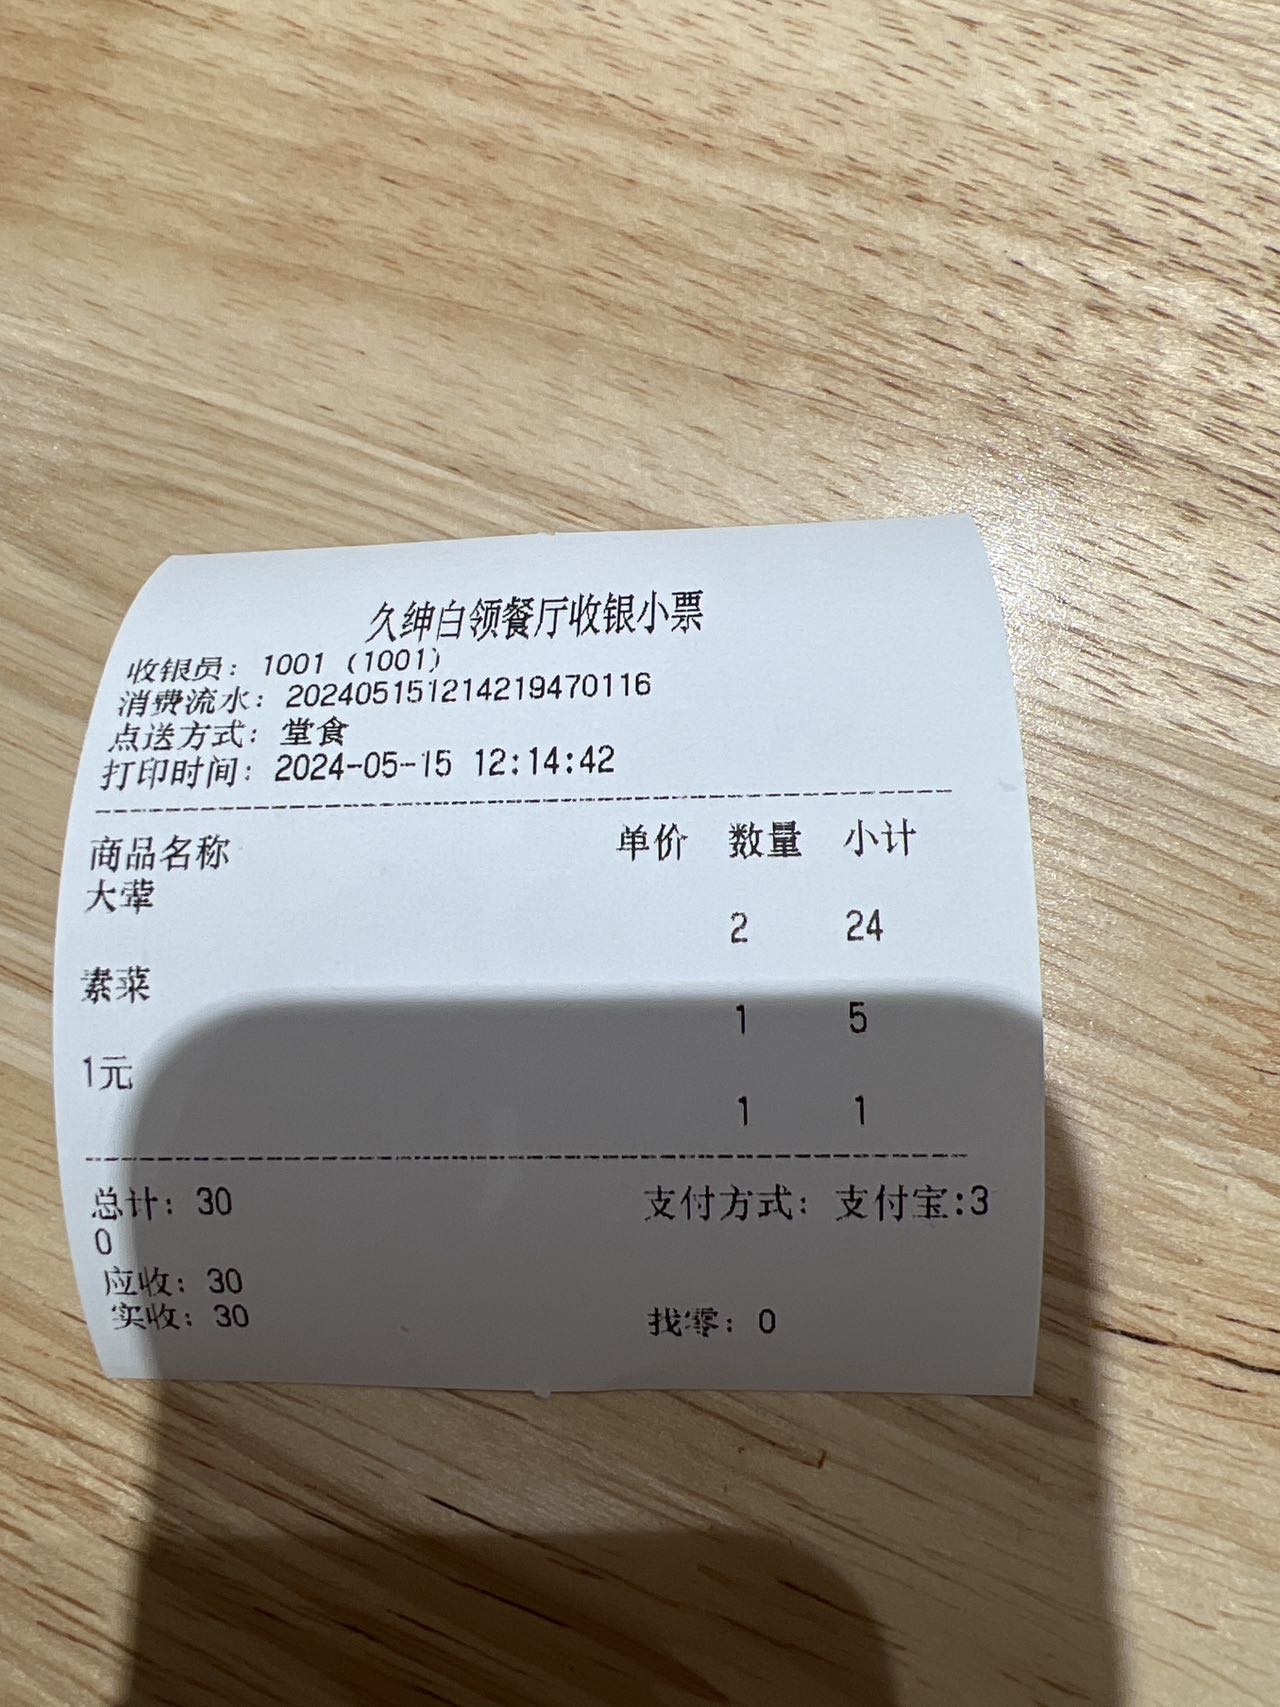 久绅白领餐厅收银小票
收银员：1001 (1001)
消费流水：202405151214219470116
点送方式：堂食
打印时间：2024-05-15 12:14:42
商品名称 单价 数量 小计
大荤
2 24
素菜
1 5
1元
1 1
总计：30 支付方式：支付宝:3
0
应收：30
实收：30 找零：0